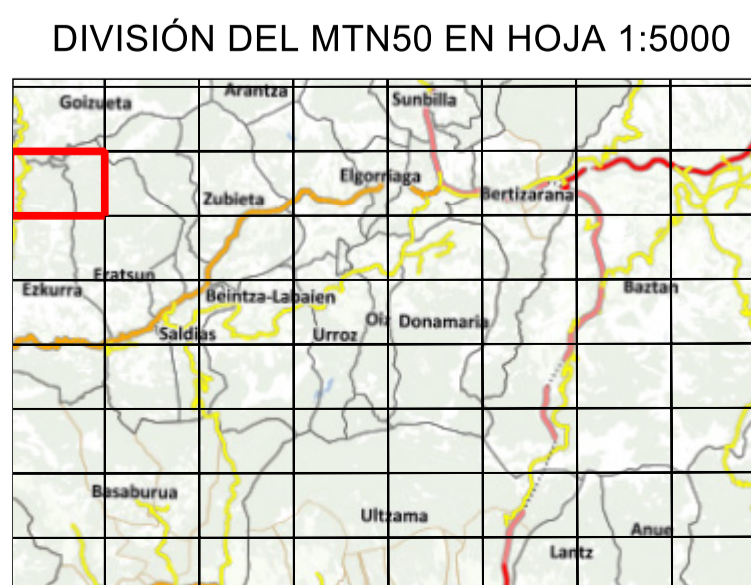 DIVISIÓN DEL MTN50 EN HOJA 1:5000
Goizueta
Arantza
Sunbilla
Elgorriaga
Zubieta
Bertizarana
Eratsun
Ezkurra
Beintza-Labaien
Baztan
Saldias
Urroz
Oiz
Donamaria
Basaburua
Ultzama
Anue
Lantz